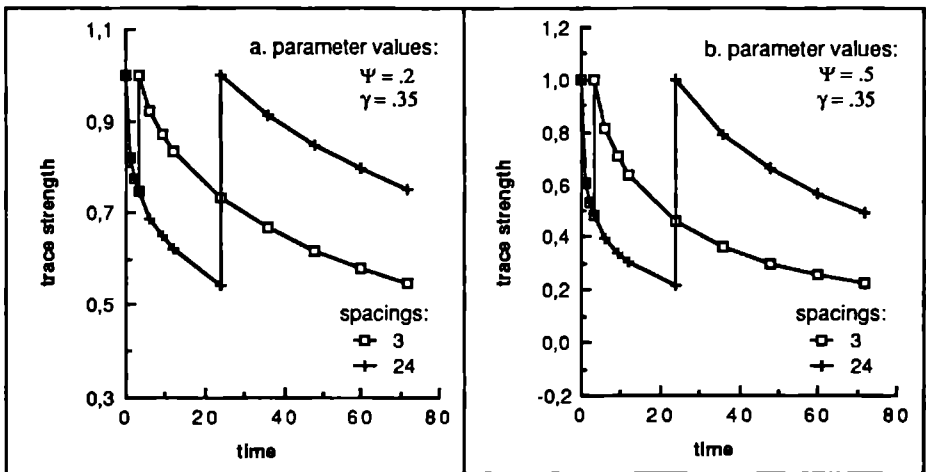 a. parameter values:
Ψ = .2
γ = .35
1,1
0,9
0,7
0,5
0,3
trace strength
0
20
40
60
80
time
spacings:
3
24
b. parameter values:
Ψ = .5
γ = .35
1,2
1,0
0,8
0,6
0,4
0,2
0,0
-0,2
trace strength
0
20
40
60
80
time
spacings:
3
24